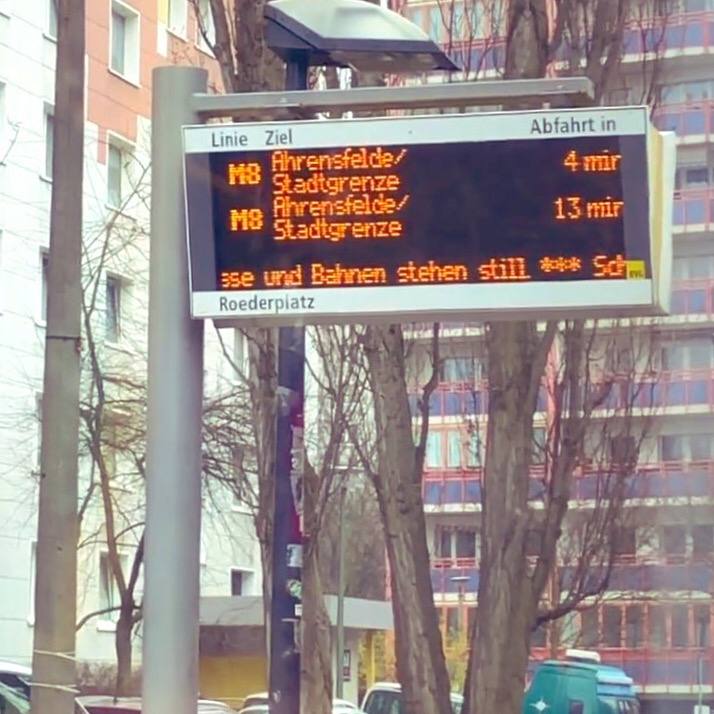 Linie Ziel Abfahrt in
M8 Ahrensfelde/ 4 min
Stadtgrenze
M8 Ahrensfelde/ 13 min
Stadtgrenze
sse und Bahnen stehen still *** Sch
Roederplatz